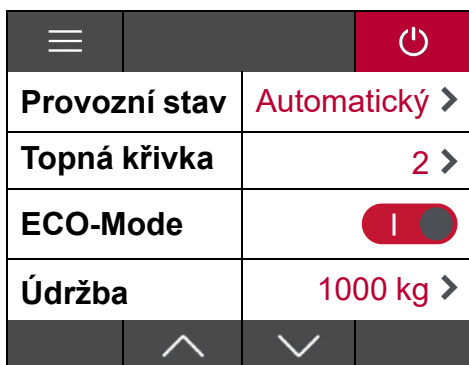 Provozní stav Automatický
Topná křivka 2
ECO-Mode I
Údržba 1000 kg